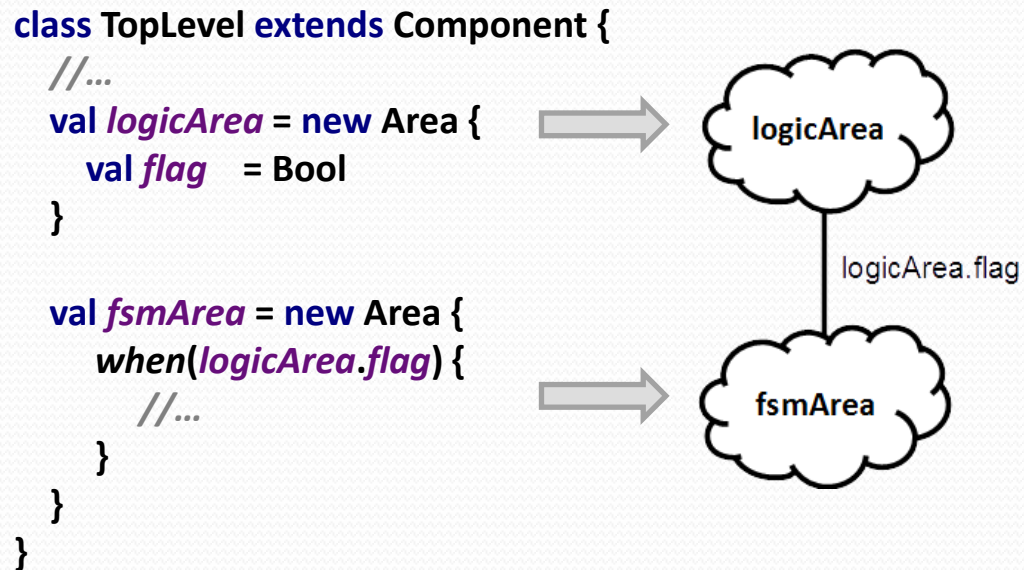 class TopLevel extends Component {
//…
val logicArea = new Area {
val flag = Bool
}
val fsmArea = new Area {
when(logicArea.flag) {
//…
}
}
}
logicArea
logicArea.flag
fsmArea